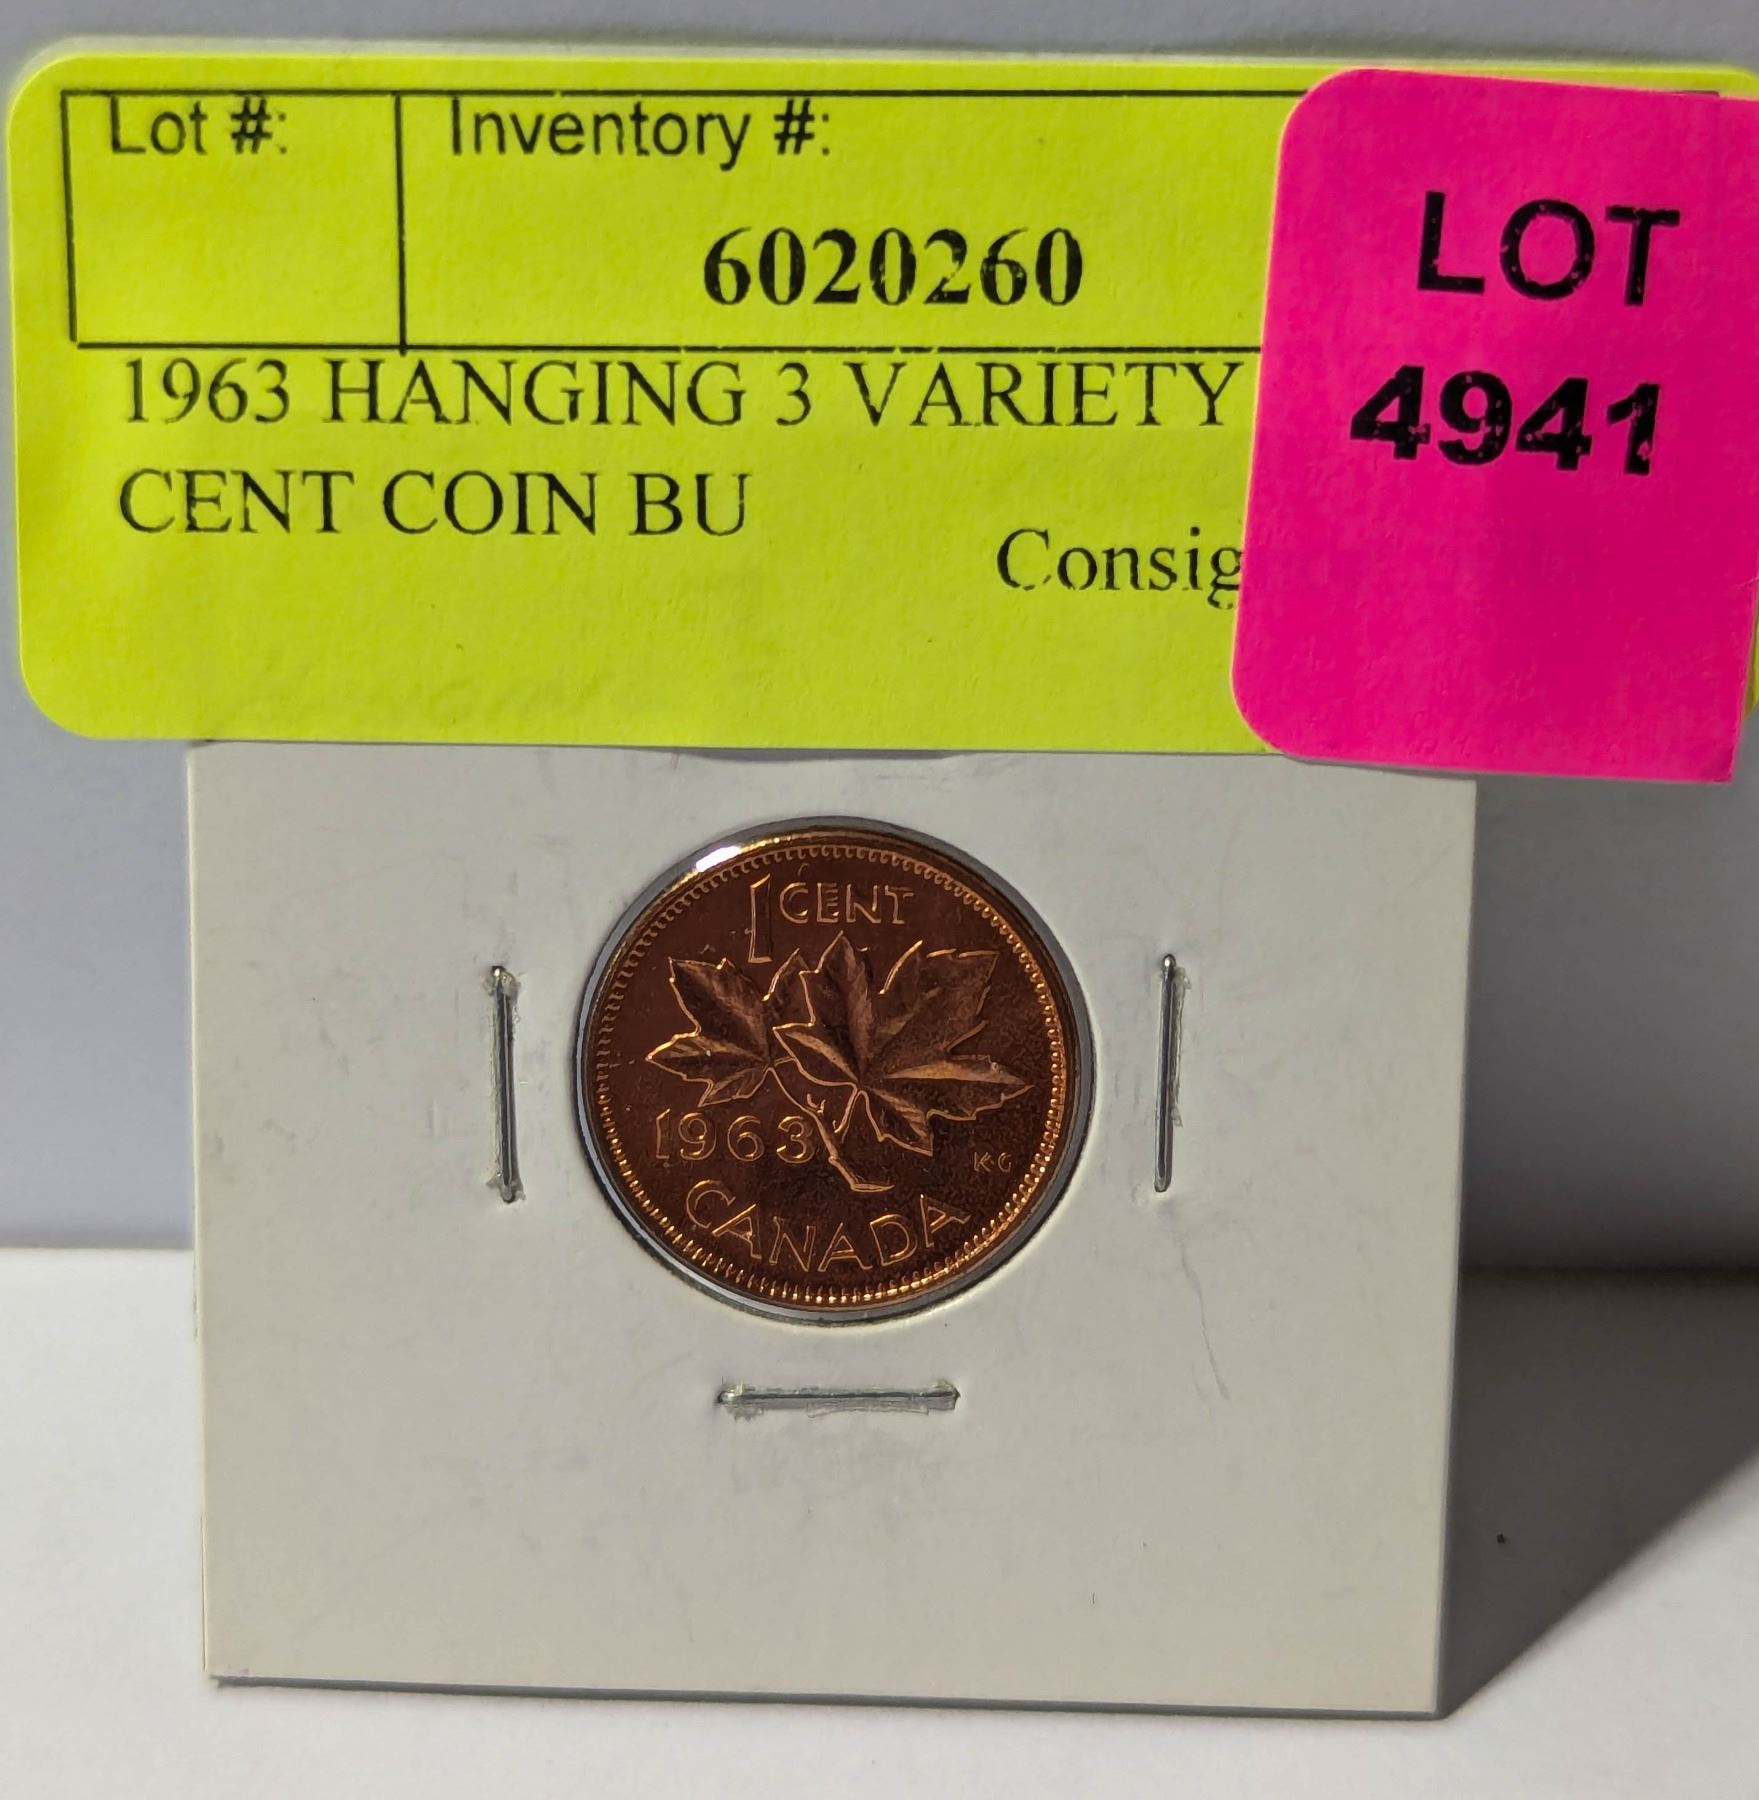 Lot #:
Inventory #:
6020260
LOT
4941
1963 HANGING 3 VARIETY
CENT COIN BU
Consig
1 CENT
1963
KG
CANADA